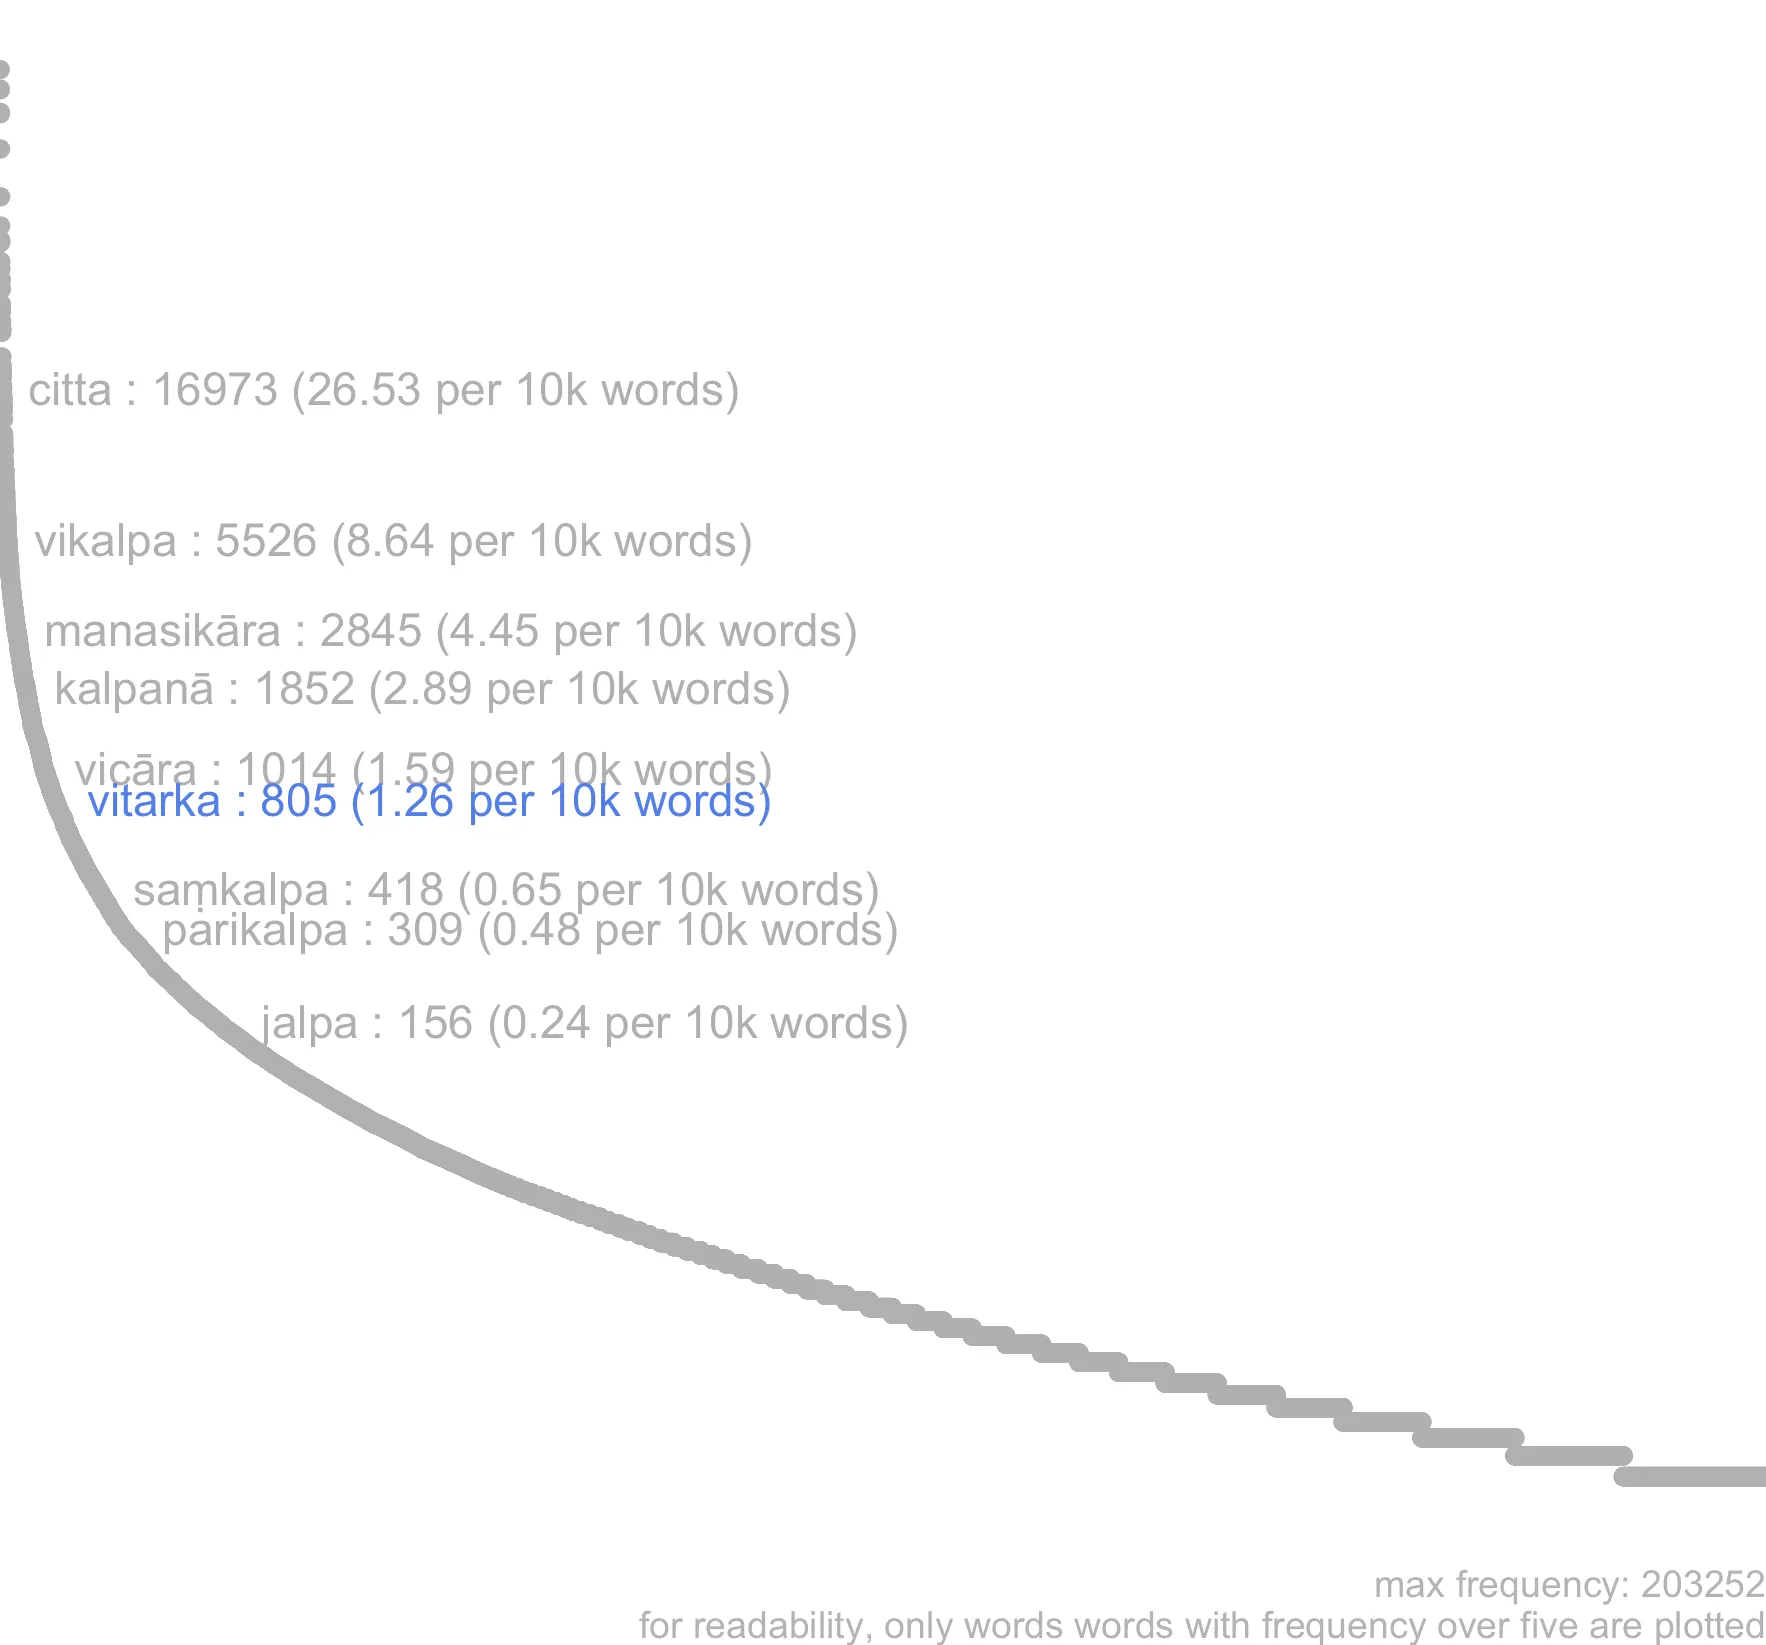 citta : 16973 (26.53 per 10k words)
vikalpa : 5526 (8.64 per 10k words)
manasikāra : 2845 (4.45 per 10k words)
kalpanā : 1852 (2.89 per 10k words)
vicāra : 1014 (1.59 per 10k words)
vitarka : 805 (1.26 per 10k words)
saṃkalpa : 418 (0.65 per 10k words)
parikalpa : 309 (0.48 per 10k words)
jalpa : 156 (0.24 per 10k words)
max frequency: 203252
for readability, only words words with frequency over five are plotted